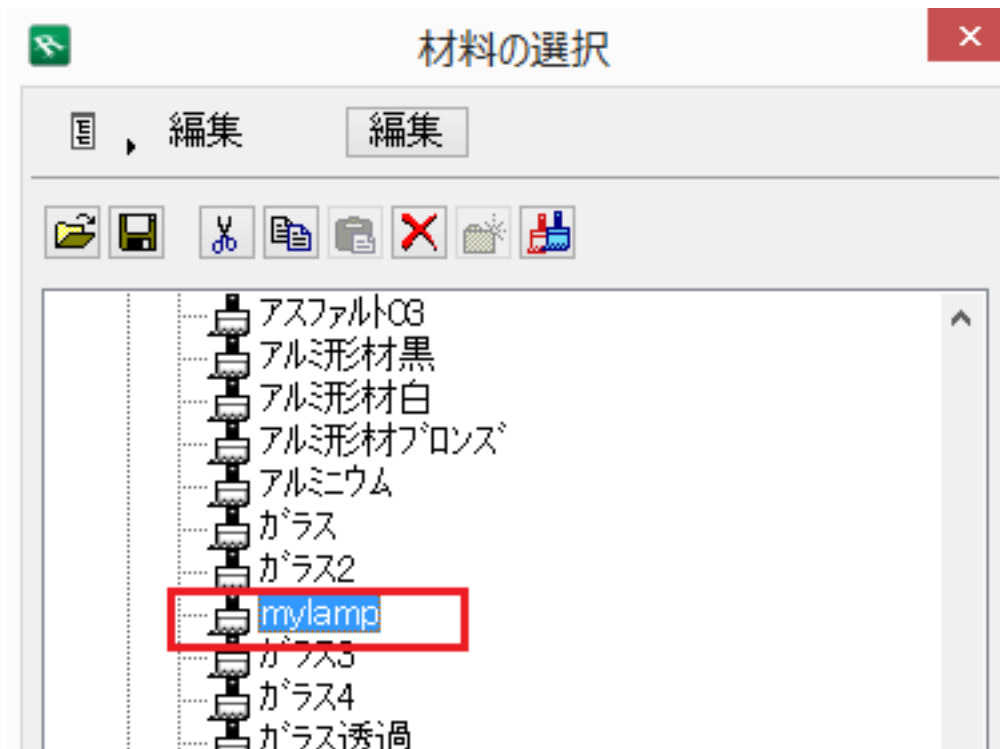 材料の選択
編集 編集
アスファルト03
アルミ形材黒
アルミ形材白
アルミ形材ブロンズ
アルミニウム
ガラス
ガラス2
mylamp
ガラス3
ガラス4
ガラス透過